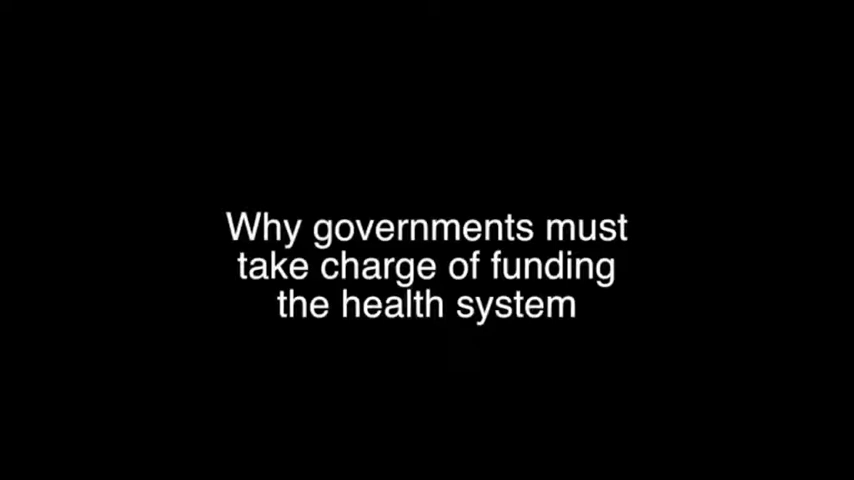 Why governments must
take charge of funding
the health system